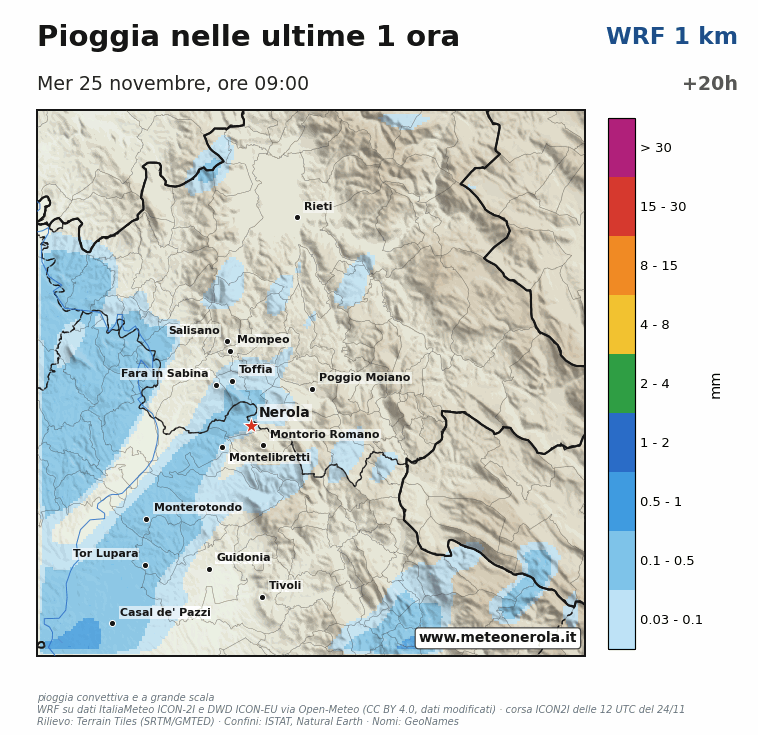 Pioggia nelle ultime 1 ora
WRF 1 km
Mer 25 novembre, ore 09:00
+20h
Rieti
Salisano
Mompeo
Fara in Sabina
Toffia
Poggio Moiano
Nerola
Montorio Romano
Montelibretti
Monterotondo
Tor Lupara
Guidonia
Tivoli
Casal de' Pazzi
www.meteonerola.it
> 30
15 - 30
8 - 15
4 - 8
2 - 4
1 - 2
0.5 - 1
0.1 - 0.5
0.03 - 0.1
mm
pioggia convettiva e a grande scala
WRF su dati ItaliaMeteo ICON-2I e DWD ICON-EU via Open-Meteo (CC BY 4.0, dati modificati) · corsa ICON2I delle 12 UTC del 24/11
Rilievo: Terrain Tiles (SRTM/GMTED) · Confini: ISTAT, Natural Earth · Nomi: GeoNames